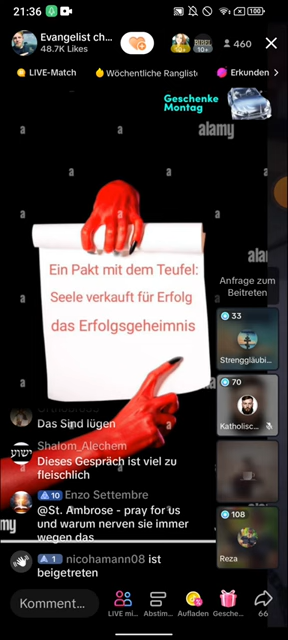 21:36
100
Evangelist ch...
48.7K Likes
10+
BIBEL
10+
460
LIVE-Match
Wöchentliche Rangliste
Erkunden
Geschenke
Montag
alamy
Ein Pakt mit dem Teufel:
Seele verkauft für Erfolg
das Erfolgsgeheimnis
Anfrage zum
Beitreten
33
Strenggläubi...
70
Katholisc...
108
Reza
Das Sind lügen
Shalom_Alechem
Dieses Gespräch ist viel zu
fleischlich
10 Enzo Settembre
@St. Ambrose - pray for us
und warum nerven sie immer
wegen das
1 nicohamann08 ist
beigetreten
Komment...
LIVE mi...
Abstim...
Aufladen
Gesche...
66